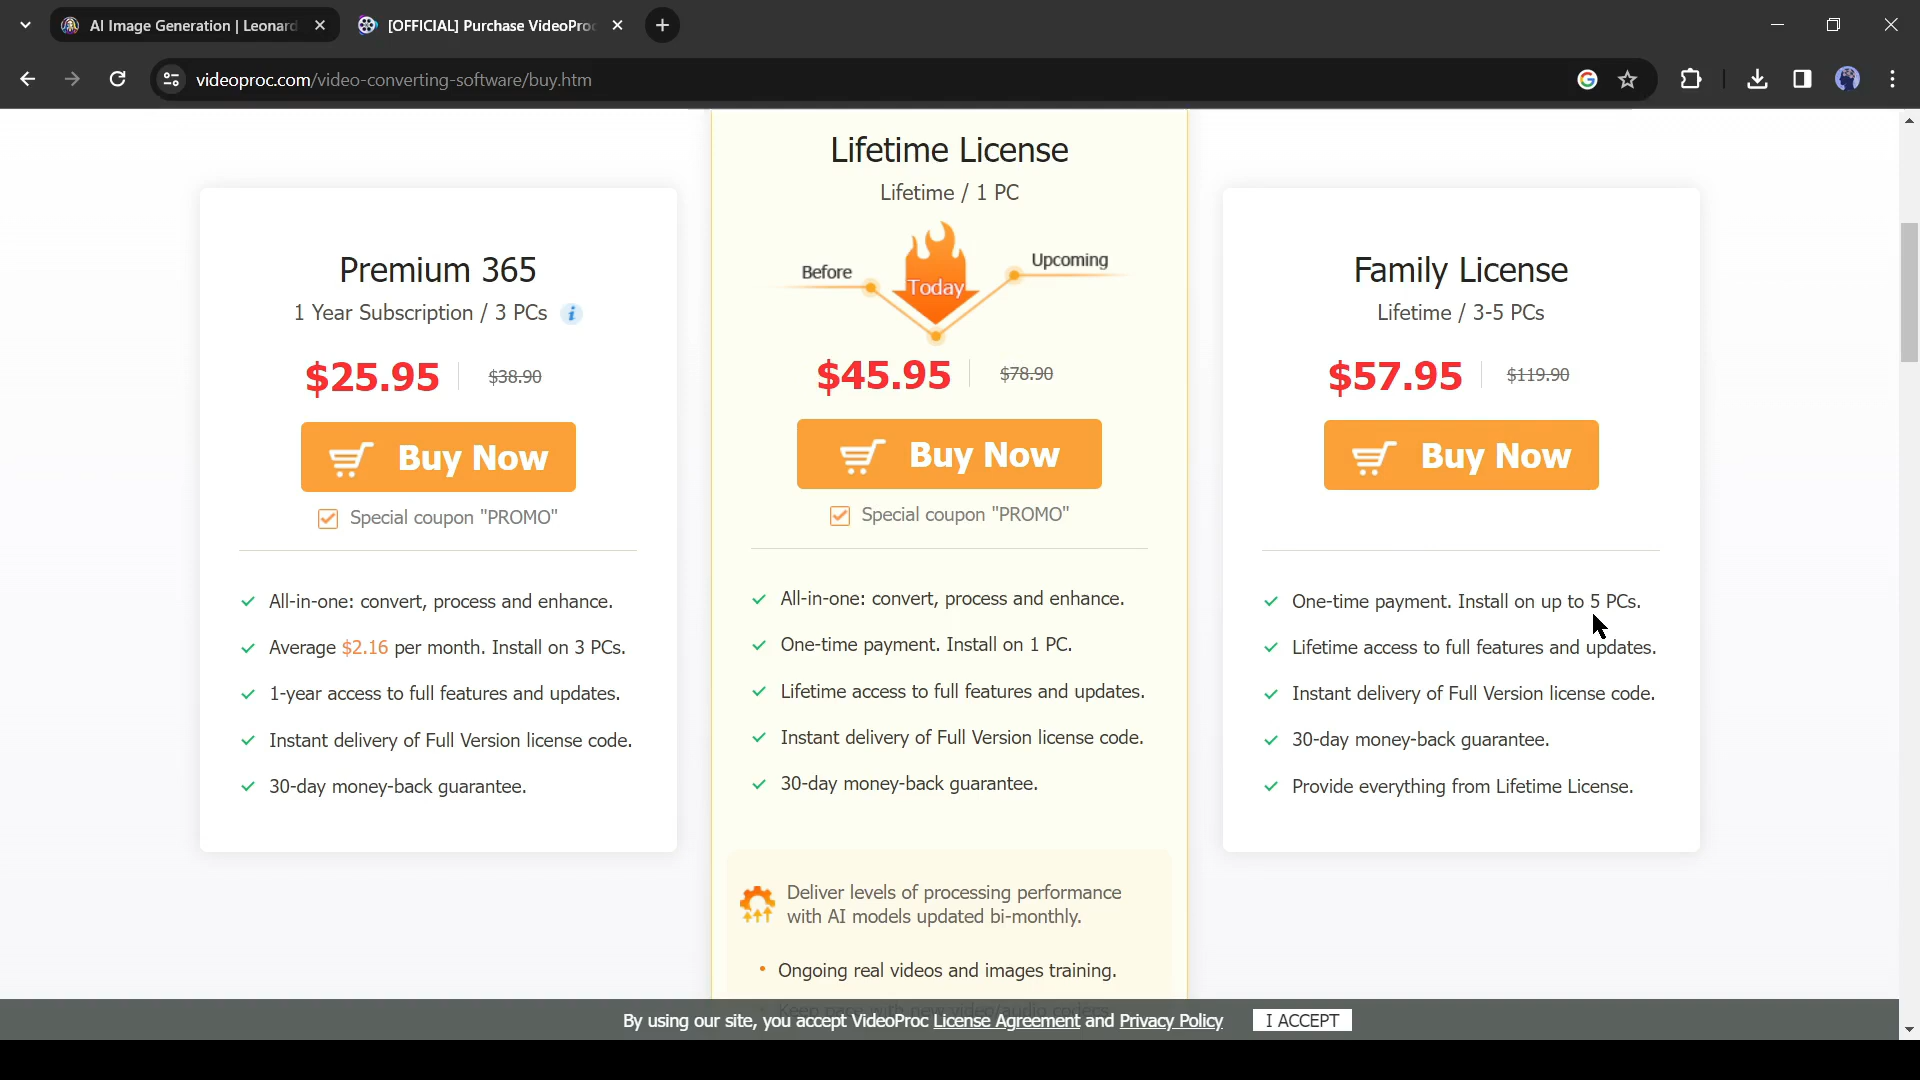 AI Image Generation | Leonard
[OFFICIAL] Purchase VideoProc
videoproc.com/video-converting-software/buy.htm
Premium 365
1 Year Subscription / 3 PCs
$25.95
$38.90
Buy Now
Special coupon "PROMO"
All-in-one: convert, process and enhance.
Average $2.16 per month. Install on 3 PCs.
1-year access to full features and updates.
Instant delivery of Full Version license code.
30-day money-back guarantee.
Lifetime License
Lifetime / 1 PC
Before
Today
Upcoming
$45.95
$78.90
Buy Now
Special coupon "PROMO"
All-in-one: convert, process and enhance.
One-time payment. Install on 1 PC.
Lifetime access to full features and updates.
Instant delivery of Full Version license code.
30-day money-back guarantee.
Deliver levels of processing performance
with AI models updated bi-monthly.
Ongoing real videos and images training.
Keep pace with new video/audio codecs
Family License
Lifetime / 3-5 PCs
$57.95
$119.90
Buy Now
One-time payment. Install on up to 5 PCs.
Lifetime access to full features and updates.
Instant delivery of Full Version license code.
30-day money-back guarantee.
Provide everything from Lifetime License.
By using our site, you accept VideoProc License Agreement and Privacy Policy
I ACCEPT